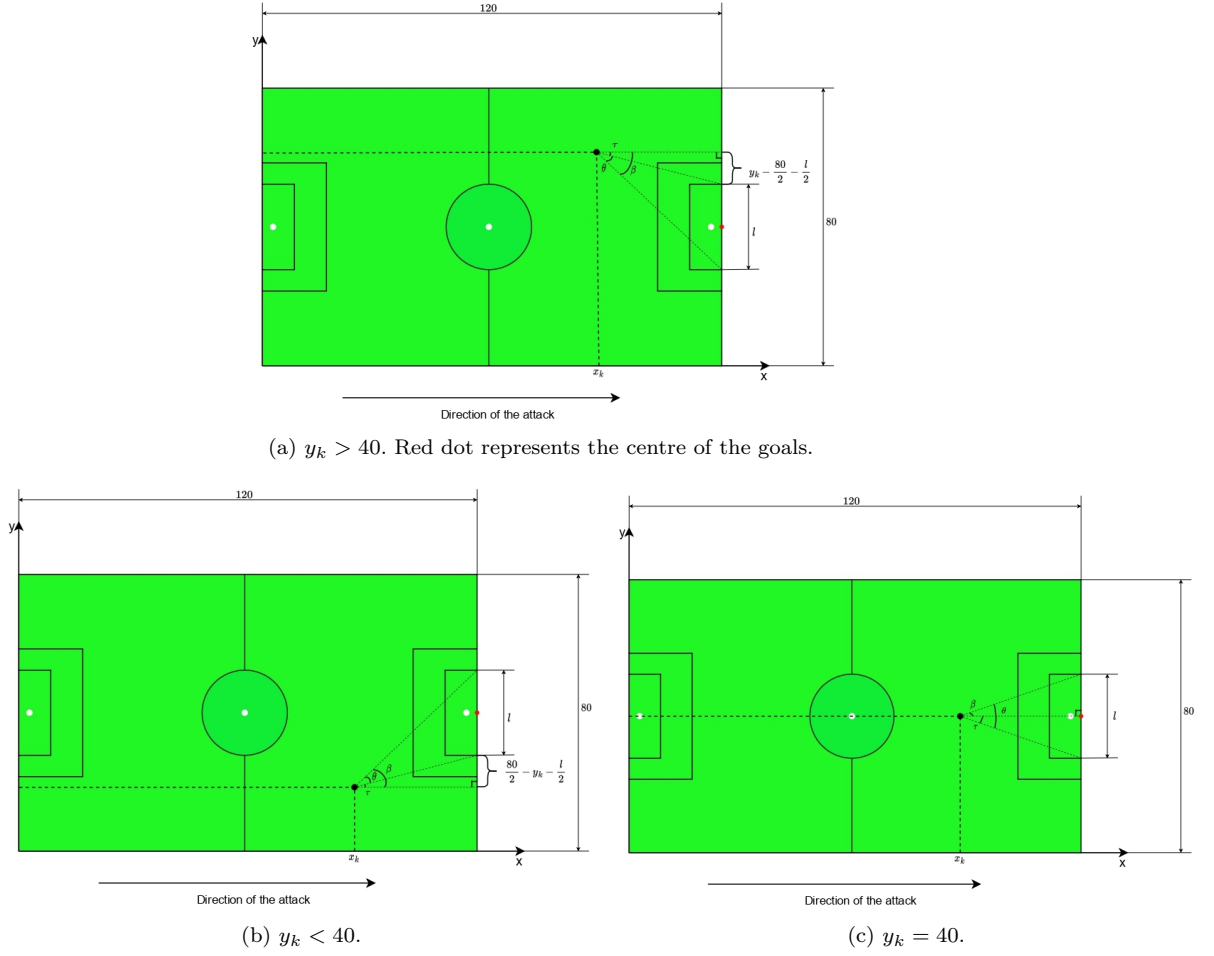 120
y
τ
θ
β
y_k − 80/2 − l/2
l
80
x_k
x
Direction of the attack
(a) y_k > 40. Red dot represents the centre of the goals.
120
y
l
80
β
θ
τ
80/2 − y_k − l/2
x_k
x
Direction of the attack
(b) y_k < 40.
120
y
β
θ
τ
l
80
x_k
x
Direction of the attack
(c) y_k = 40.